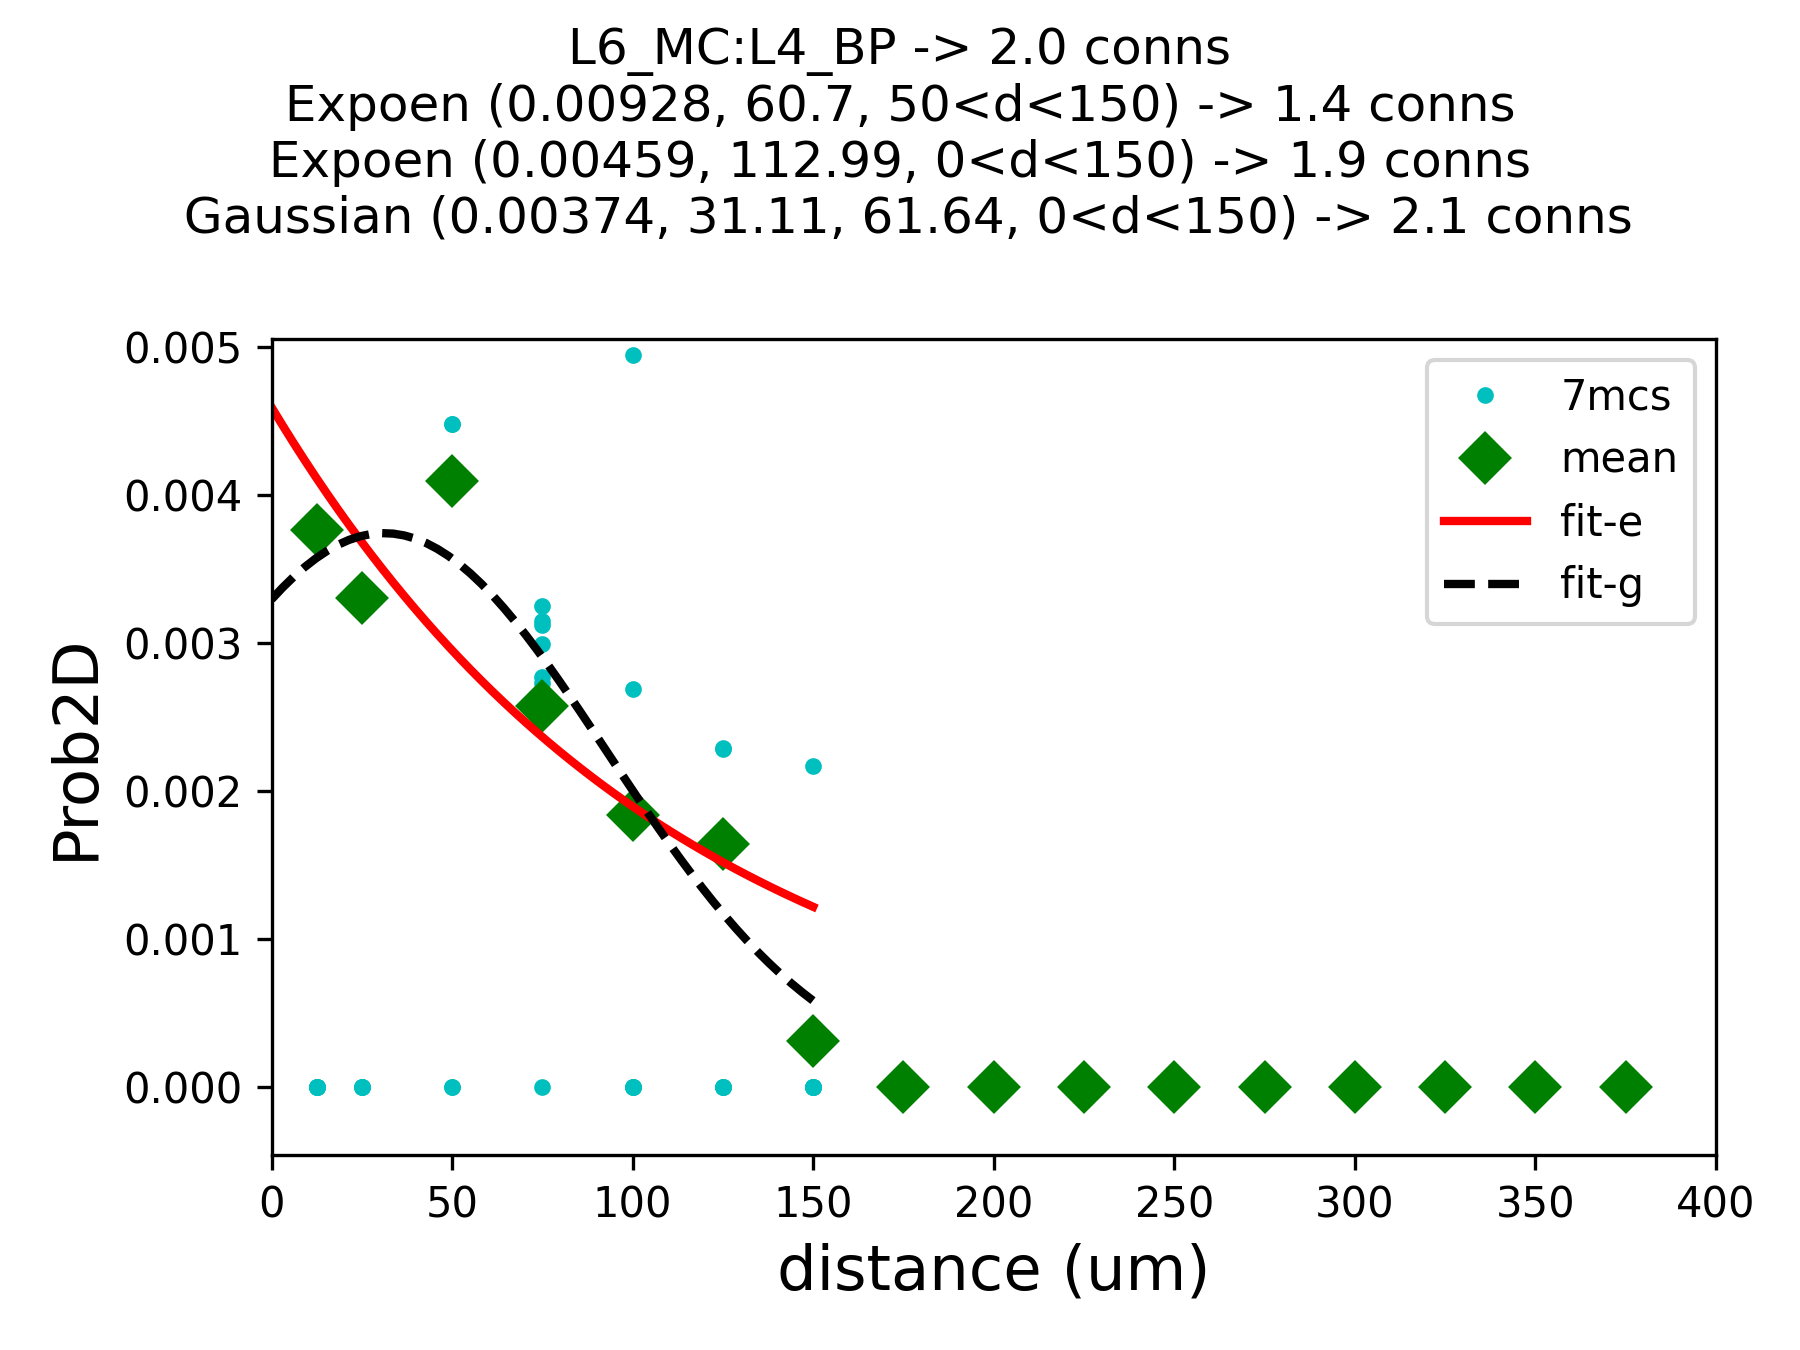 L6_MC:L4_BP -> 2.0 conns
Expoen (0.00928, 60.7, 50<d<150) -> 1.4 conns
Expoen (0.00459, 112.99, 0<d<150) -> 1.9 conns
Gaussian (0.00374, 31.11, 61.64, 0<d<150) -> 2.1 conns
0.005
0.004
0.003
0.002
0.001
0.000
Prob2D
7mcs
mean
fit-e
fit-g
0 50 100 150 200 250 300 350 400
distance (um)